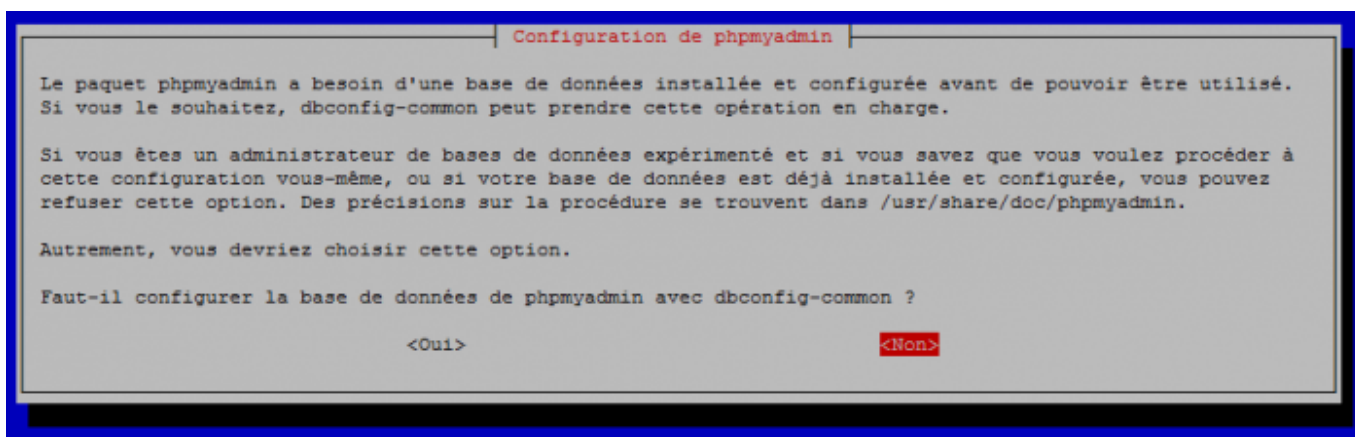 Configuration de phpmyadmin
Le paquet phpmyadmin a besoin d'une base de données installée et configurée avant de pouvoir être utilisé.
Si vous le souhaitez, dbconfig-common peut prendre cette opération en charge.
Si vous êtes un administrateur de bases de données expérimenté et si vous savez que vous voulez procéder à
cette configuration vous-même, ou si votre base de données est déjà installée et configurée, vous pouvez
refuser cette option. Des précisions sur la procédure se trouvent dans /usr/share/doc/phpmyadmin.
Autrement, vous devriez choisir cette option.
Faut-il configurer la base de données de phpmyadmin avec dbconfig-common ?
<Oui> <Non>